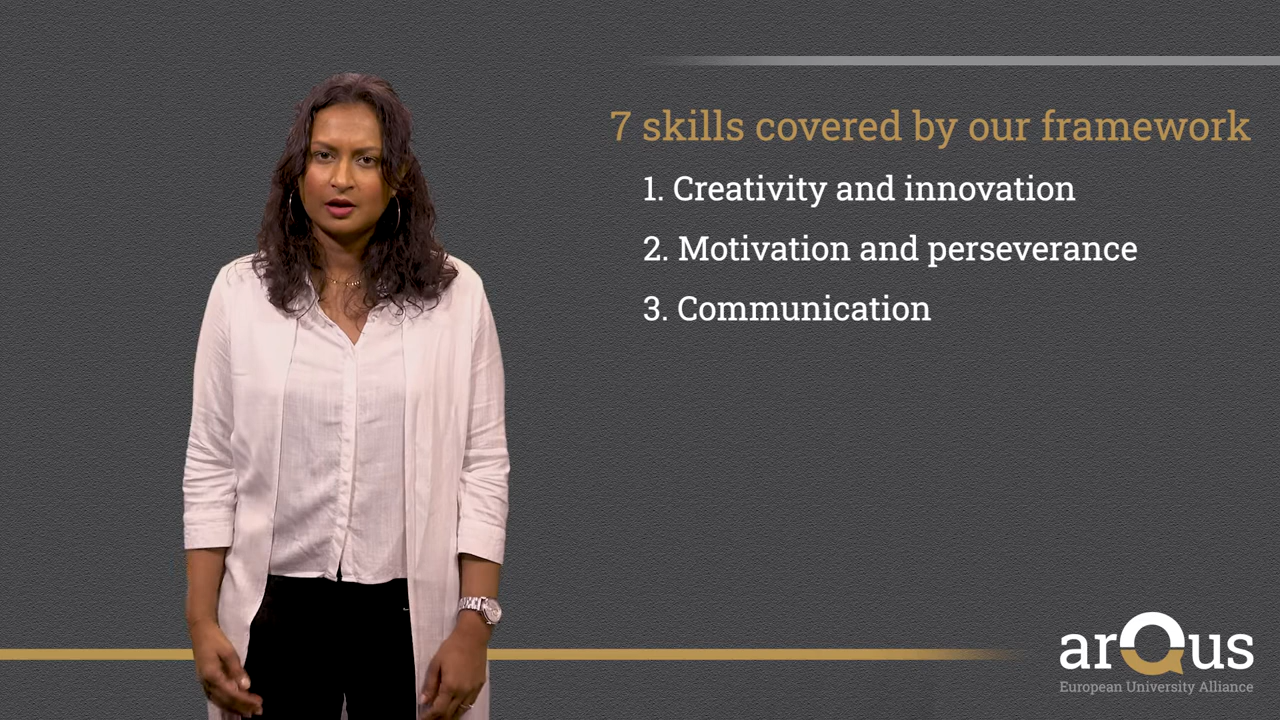 7 skills covered by our framework
1. Creativity and innovation
2. Motivation and perseverance
3. Communication
arQus
European University Alliance